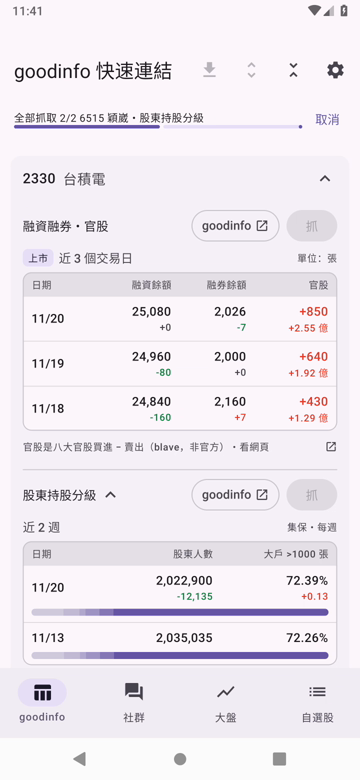 11:41
goodinfo 快速連結
全部抓取 2/2 6515 穎崴・股東持股分級
取消
2330 台積電
融資融券・官股
goodinfo
抓
上市 近 3 個交易日
單位：張
日期 融資餘額 融券餘額 官股
11/20 25,080 2,026 +850
+0 -7 +2.55 億
11/19 24,960 2,000 +640
-80 +0 +1.92 億
11/18 24,840 2,160 +430
-160 +7 +1.29 億
官股是八大官股買進 − 賣出（blave，非官方）・看網頁
股東持股分級
goodinfo
抓
近 2 週
集保・每週
日期 股東人數 大戶 >1000 張
11/20 2,022,900 72.39%
-12,135 +0.13
11/13 2,035,035 72.26%
goodinfo 社群 大盤 自選股